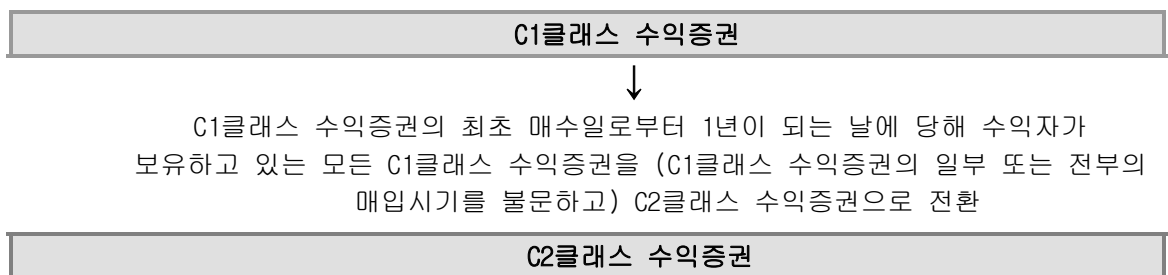 C1클래스 수익증권
↓
C1클래스 수익증권의 최초 매수일로부터 1년이 되는 날에 당해 수익자가
보유하고 있는 모든 C1클래스 수익증권을 (C1클래스 수익증권의 일부 또는 전부의
매입시기를 불문하고) C2클래스 수익증권으로 전환
C2클래스 수익증권